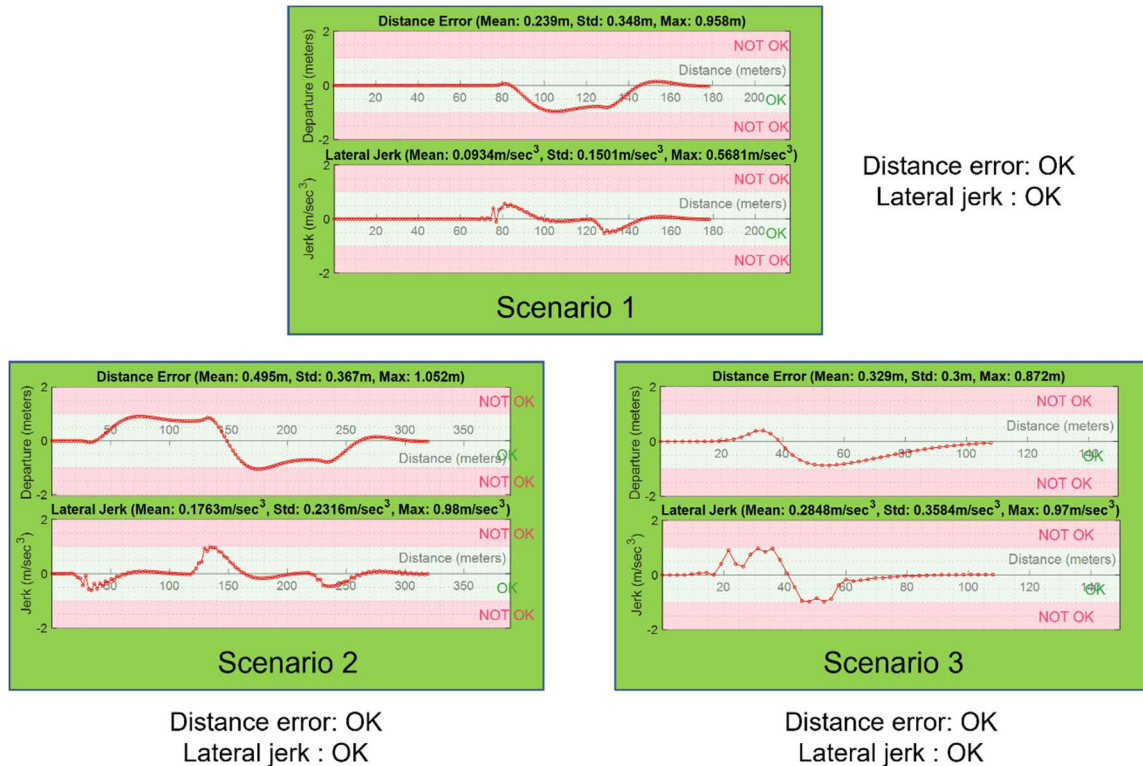 Distance Error (Mean: 0.239m, Std: 0.348m, Max: 0.958m)
2
NOT OK
Distance (meters)
Departure (meters)
0
20 40 60 80 100 120 140 160 180 200
OK
NOT OK
-2
Lateral Jerk (Mean: 0.0934m/sec³, Std: 0.1501m/sec³, Max: 0.5681m/sec³)
2
NOT OK
Distance (meters)
Jerk (m/sec³)
0
20 40 60 80 100 120 140 160 180 200
OK
NOT OK
-2
Scenario 1
Distance error: OK
Lateral jerk : OK
Distance Error (Mean: 0.495m, Std: 0.367m, Max: 1.052m)
2
NOT OK
Departure (meters)
0
50 100 150 200 250 300 350
Distance (meters)
OK
NOT OK
-2
Lateral Jerk (Mean: 0.1763m/sec³, Std: 0.2316m/sec³, Max: 0.98m/sec³)
2
NOT OK
Distance (meters)
Jerk (m/sec³)
0
50 100 150 200 250 300 350
OK
NOT OK
-2
Scenario 2
Distance error: OK
Lateral jerk : OK
Distance Error (Mean: 0.329m, Std: 0.3m, Max: 0.872m)
2
NOT OK
Distance (meters)
Departure (meters)
0
20 40 60 80 100 120 140
OK
NOT OK
-2
Lateral Jerk (Mean: 0.2848m/sec³, Std: 0.3584m/sec³, Max: 0.97m/sec³)
2
NOT OK
Distance (meters)
Jerk (m/sec³)
0
20 40 60 80 100 120 140
OK
NOT OK
-2
Scenario 3
Distance error: OK
Lateral jerk : OK